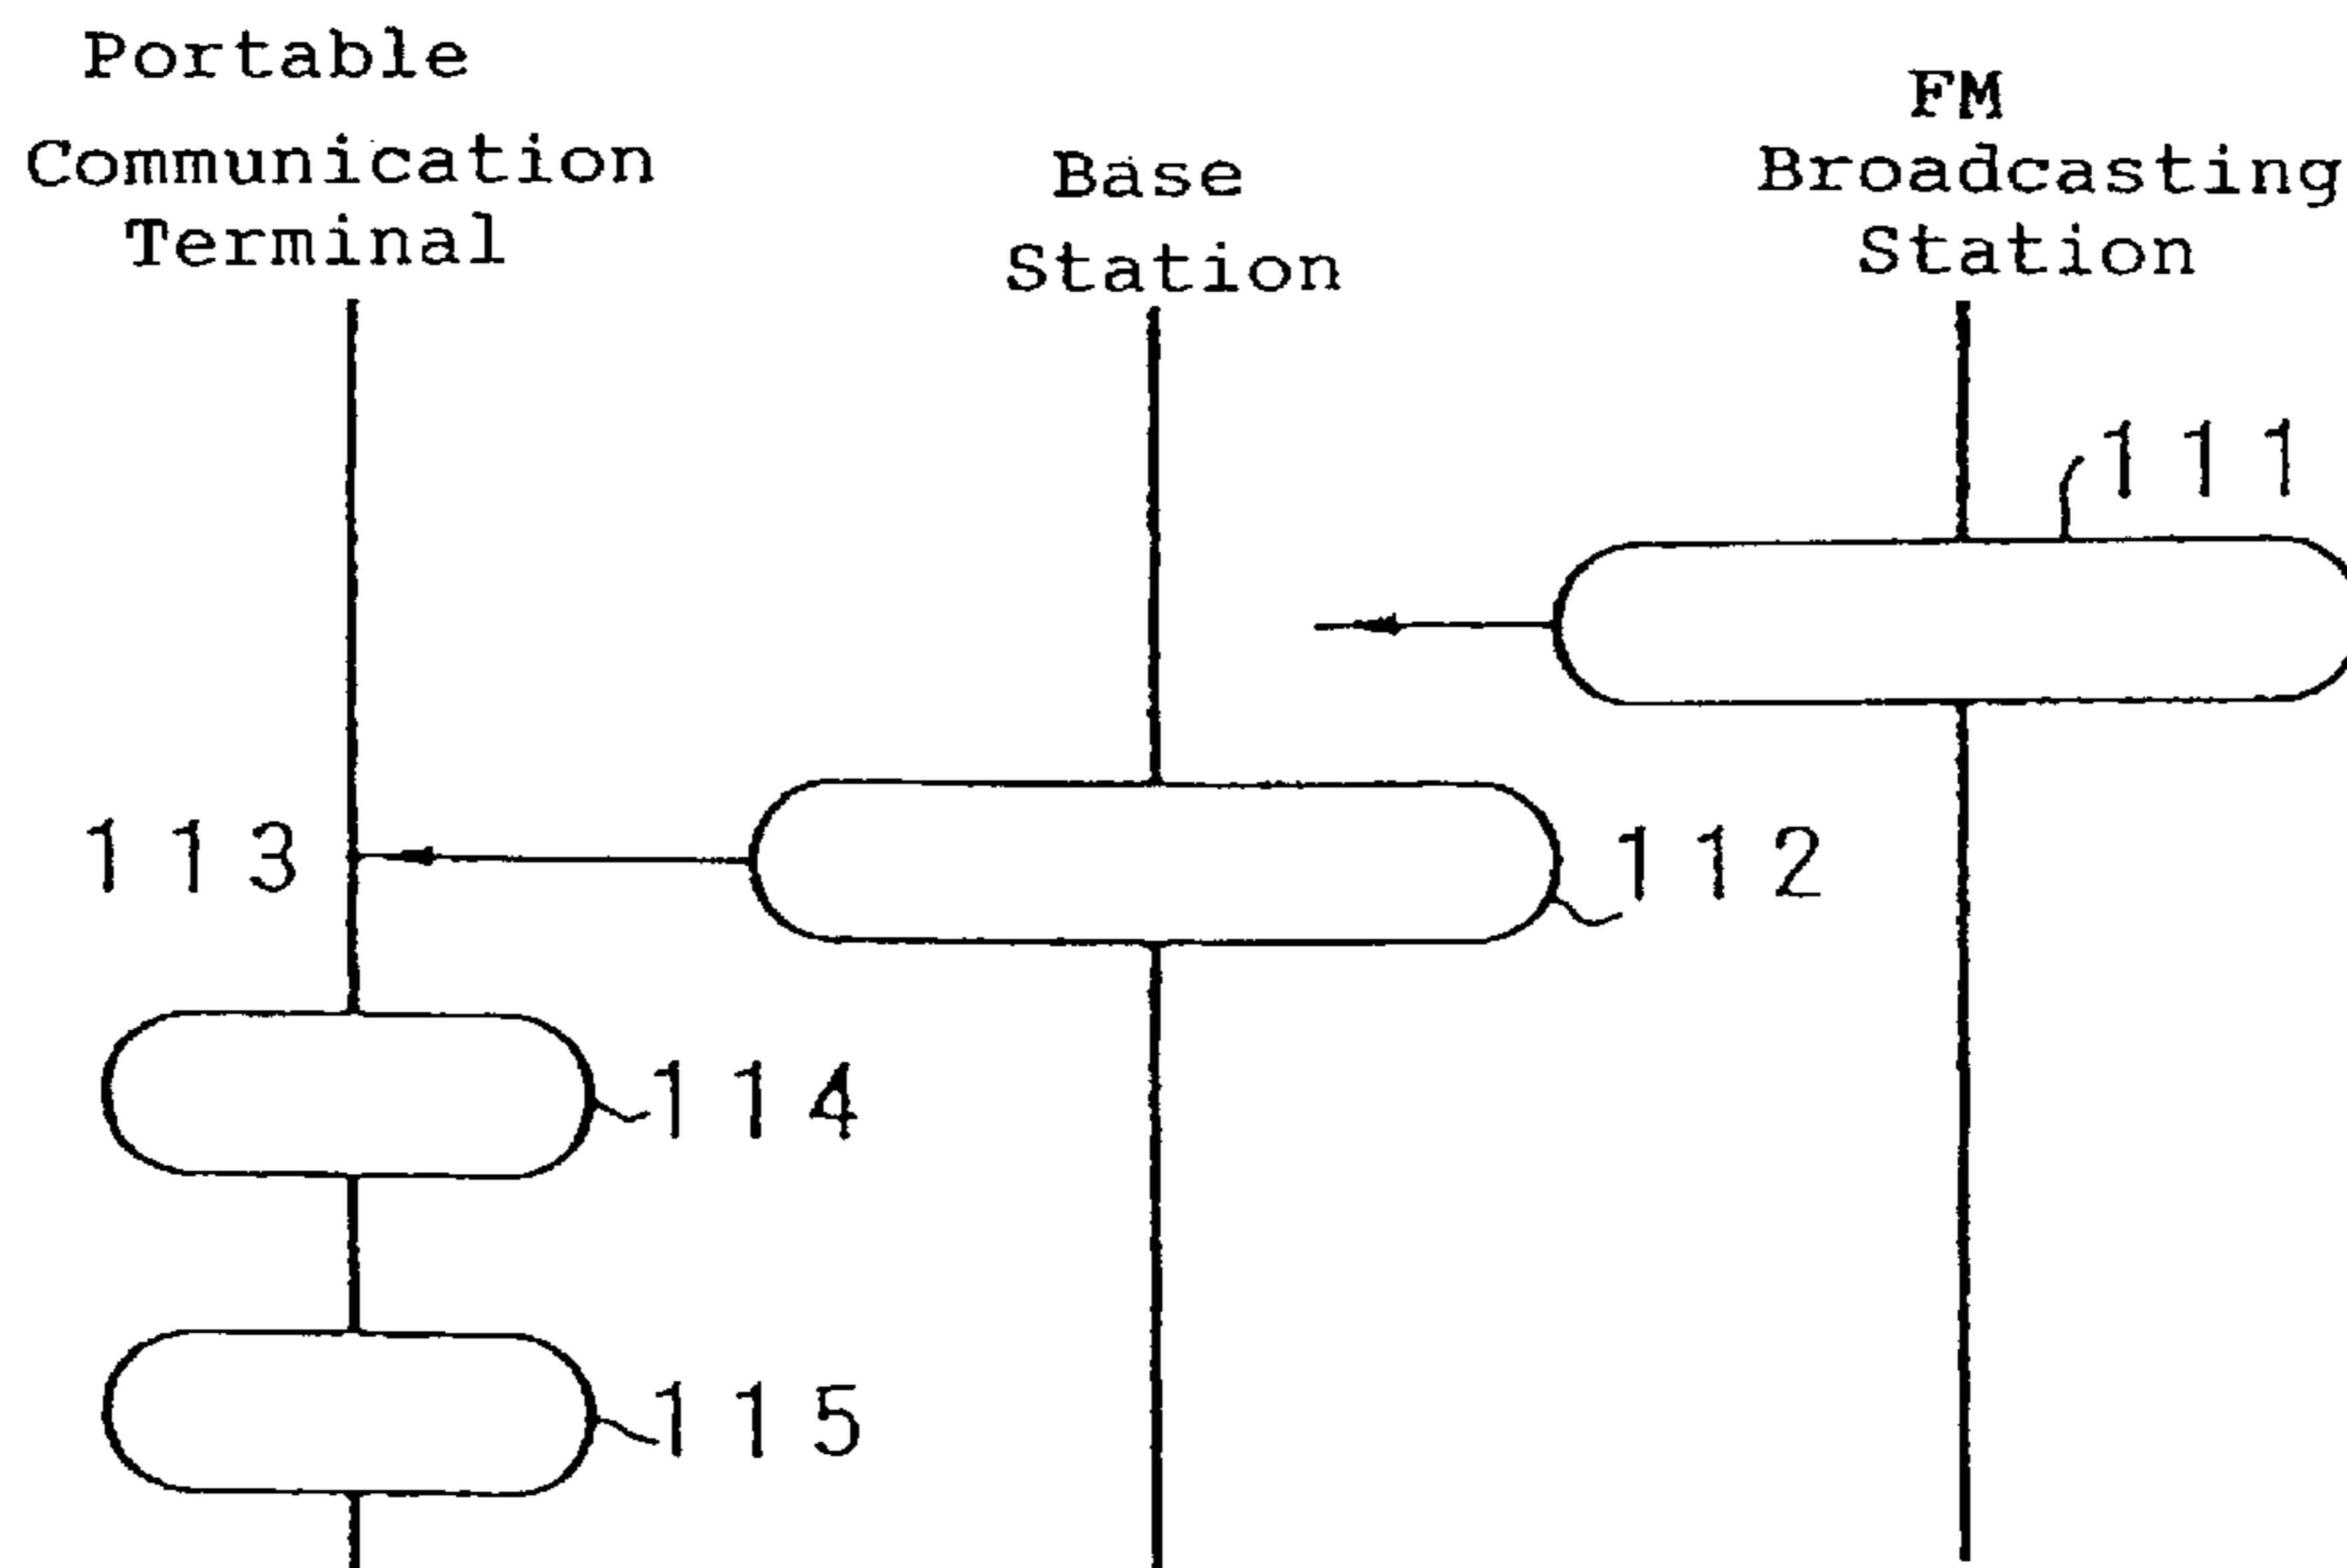 Portable
Communication
Terminal
Base
Station
FM
Broadcasting
Station
111
113
112
114
115